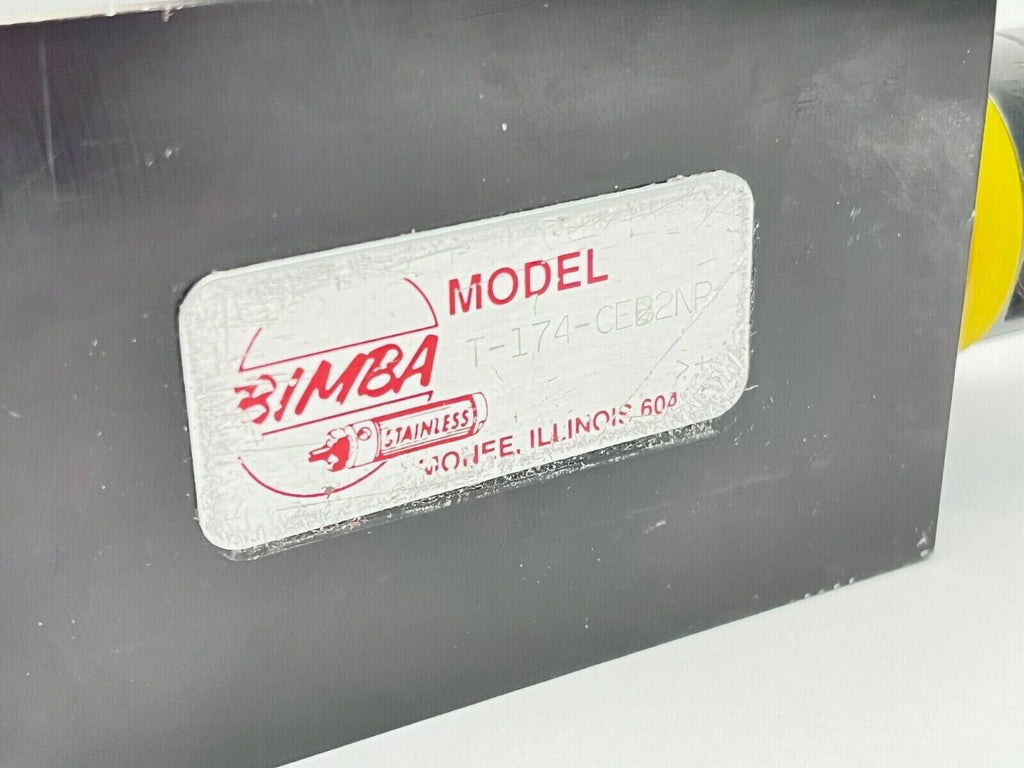 MODEL
T-174-CEB2NP
BIMBA
STAINLESS
MONEE, ILLINOIS 604